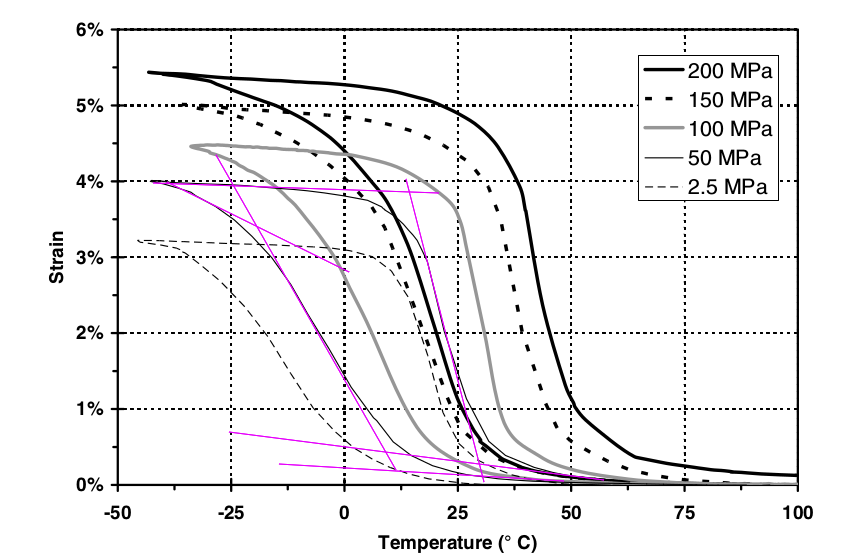 6%
5%
4%
3%
2%
1%
0%
Strain
-50 -25 0 25 50 75 100
Temperature (° C)
200 MPa
150 MPa
100 MPa
50 MPa
2.5 MPa